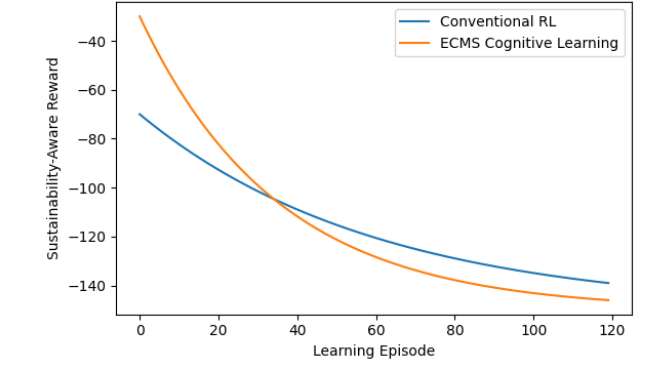 Conventional RL
ECMS Cognitive Learning
Sustainability-Aware Reward
−40
−60
−80
−100
−120
−140
0 20 40 60 80 100 120
Learning Episode